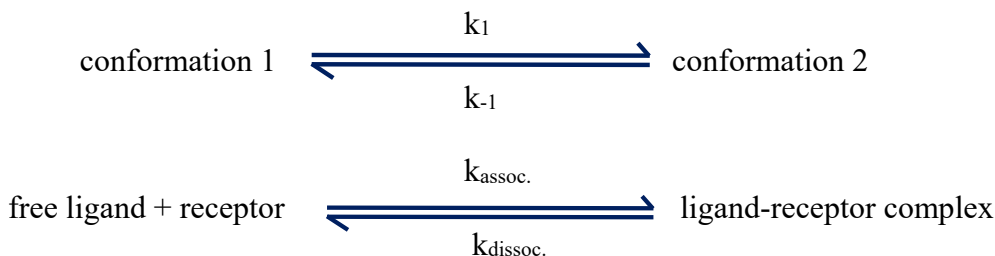 k₁
conformation 1 conformation 2
k₋₁
kassoc.
free ligand + receptor ligand-receptor complex
kdissoc.